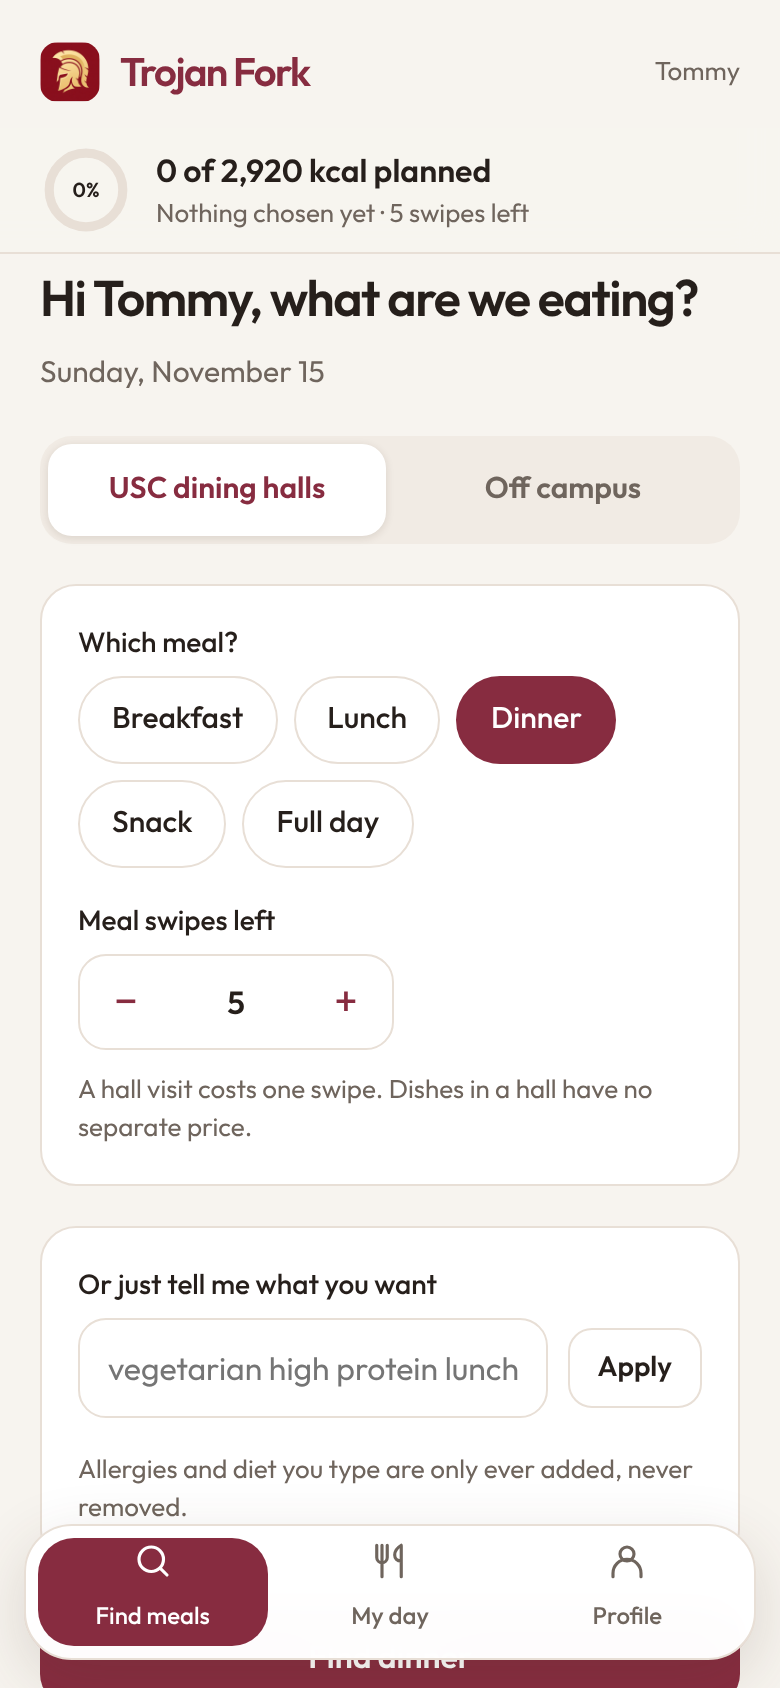 Trojan Fork
Tommy
0%
0 of 2,920 kcal planned
Nothing chosen yet · 5 swipes left
Hi Tommy, what are we eating?
Sunday, November 15
USC dining halls
Off campus
Which meal?
Breakfast
Lunch
Dinner
Snack
Full day
Meal swipes left
− 5 +
A hall visit costs one swipe. Dishes in a hall have no
separate price.
Or just tell me what you want
vegetarian high protein lunch
Apply
Allergies and diet you type are only ever added, never
removed.
Find meals
My day
Profile
Find dinner